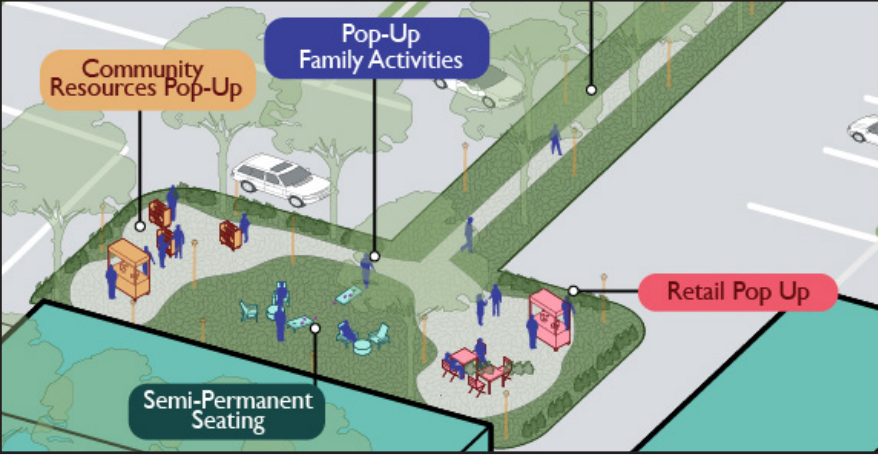 Pop-Up
Family Activities
Community
Resources Pop-Up
Retail Pop Up
Semi-Permanent
Seating